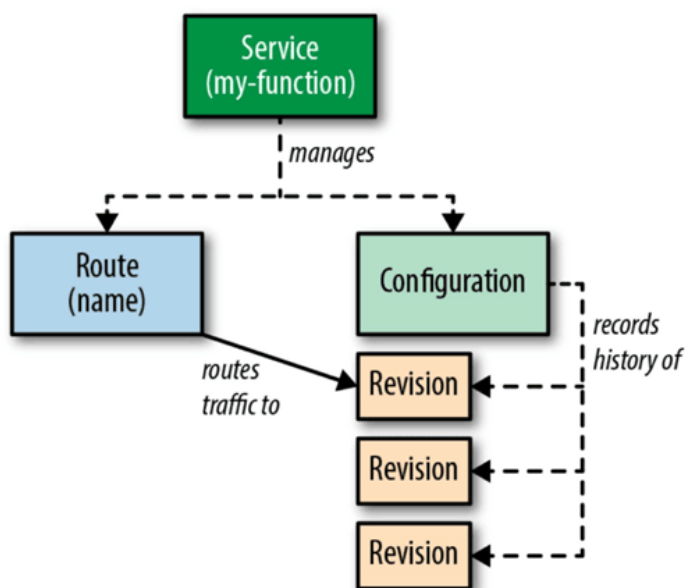 Service
(my-function)
manages
Route
(name)
Configuration
records
history of
routes
traffic to
Revision
Revision
Revision